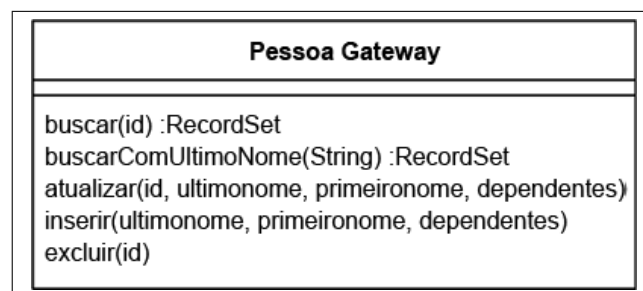 Pessoa Gateway
buscar(id) :RecordSet
buscarComUltimoNome(String) :RecordSet
atualizar(id, ultimonome, primeironome, dependentes)
inserir(ultimonome, primeironome, dependentes)
excluir(id)